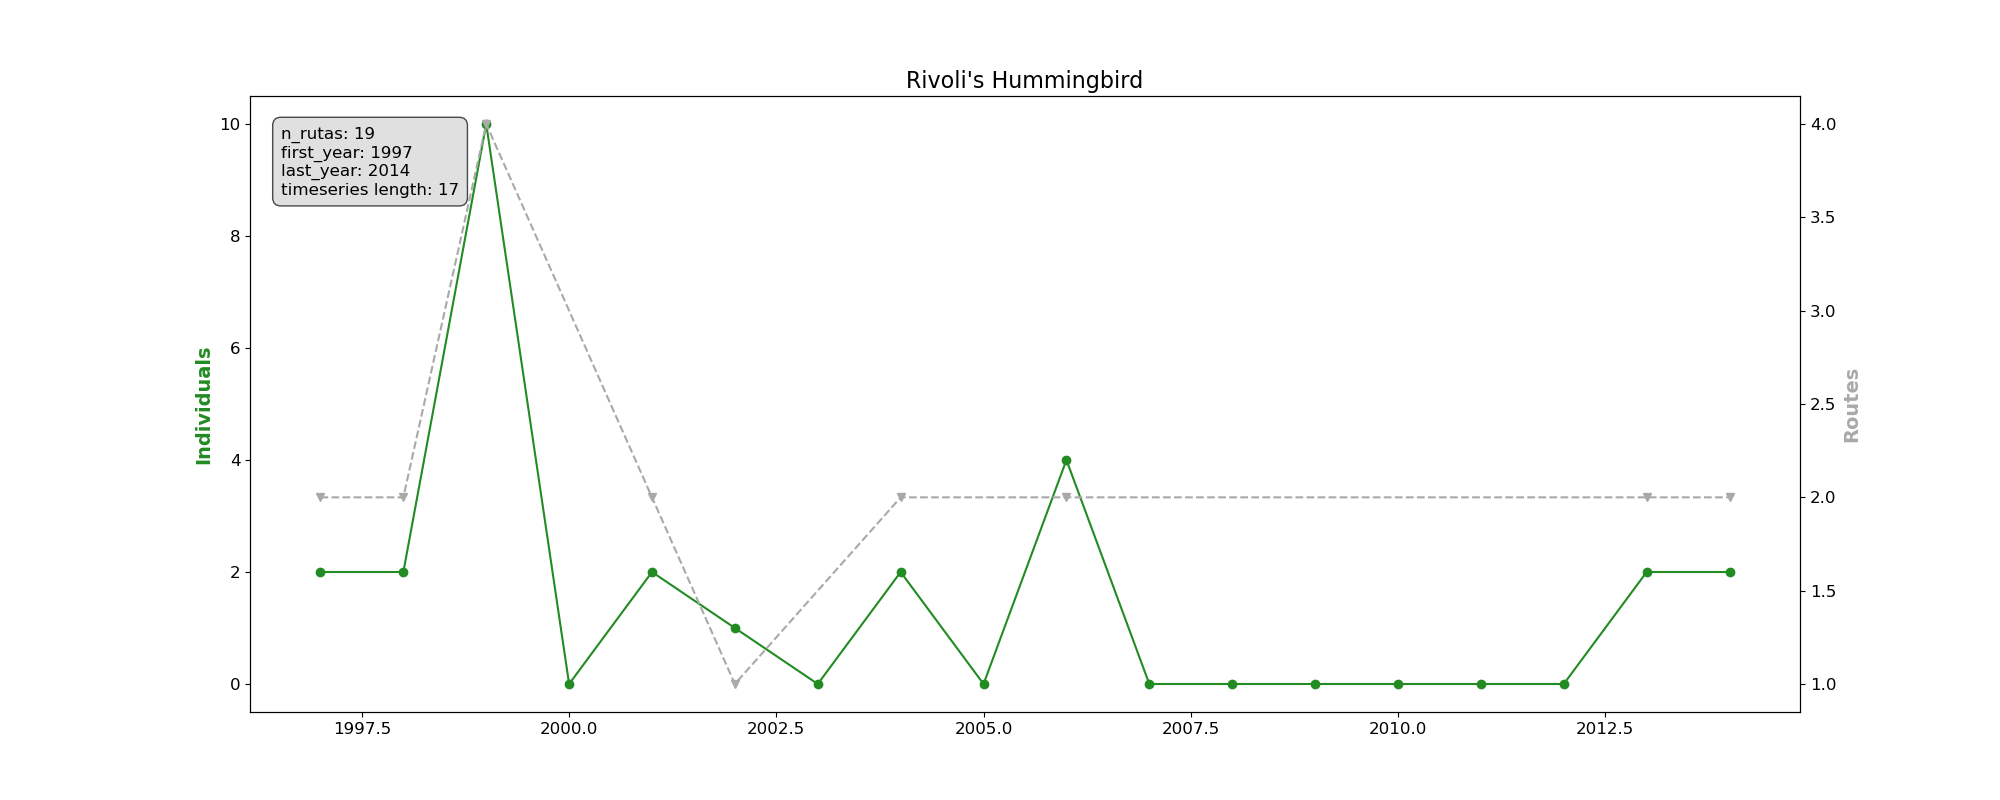 Rivoli's Hummingbird
n_rutas: 19
first_year: 1997
last_year: 2014
timeseries length: 17
10
8
6
4
2
0
Individuals
4.0
3.5
3.0
2.5
2.0
1.5
1.0
Routes
1997.5 2000.0 2002.5 2005.0 2007.5 2010.0 2012.5